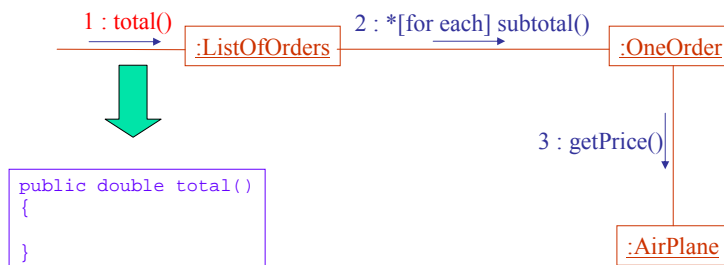 1 : total()
2 : *[for each] subtotal()
:ListOfOrders
:OneOrder
3 : getPrice()
public double total()
{
}
:AirPlane